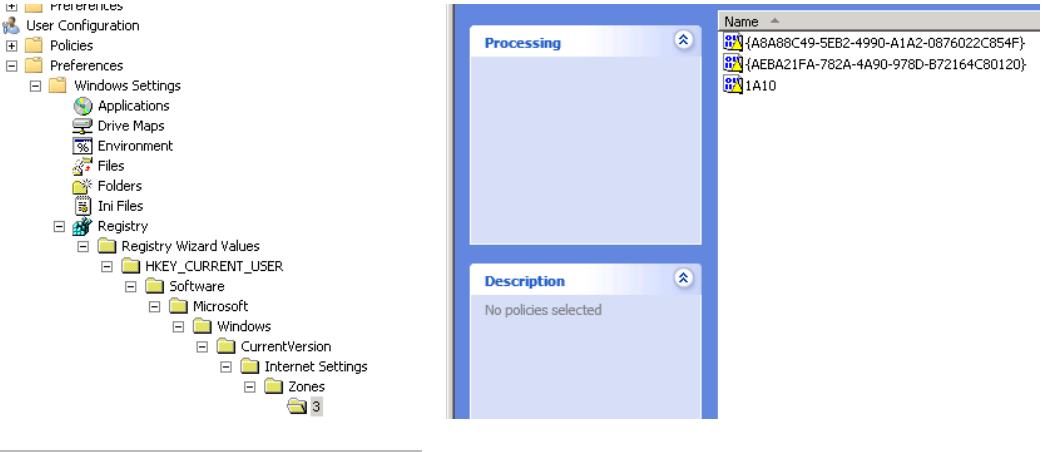 Preferences
User Configuration
Policies
Preferences
Windows Settings
Applications
Drive Maps
Environment
Files
Folders
Ini Files
Registry
Registry Wizard Values
HKEY_CURRENT_USER
Software
Microsoft
Windows
CurrentVersion
Internet Settings
Zones
3
Processing
Description
No policies selected
Name
{A8A88C49-5EB2-4990-A1A2-0876022C854F}
{AEBA21FA-782A-4A90-978D-B72164C80120}
1A10